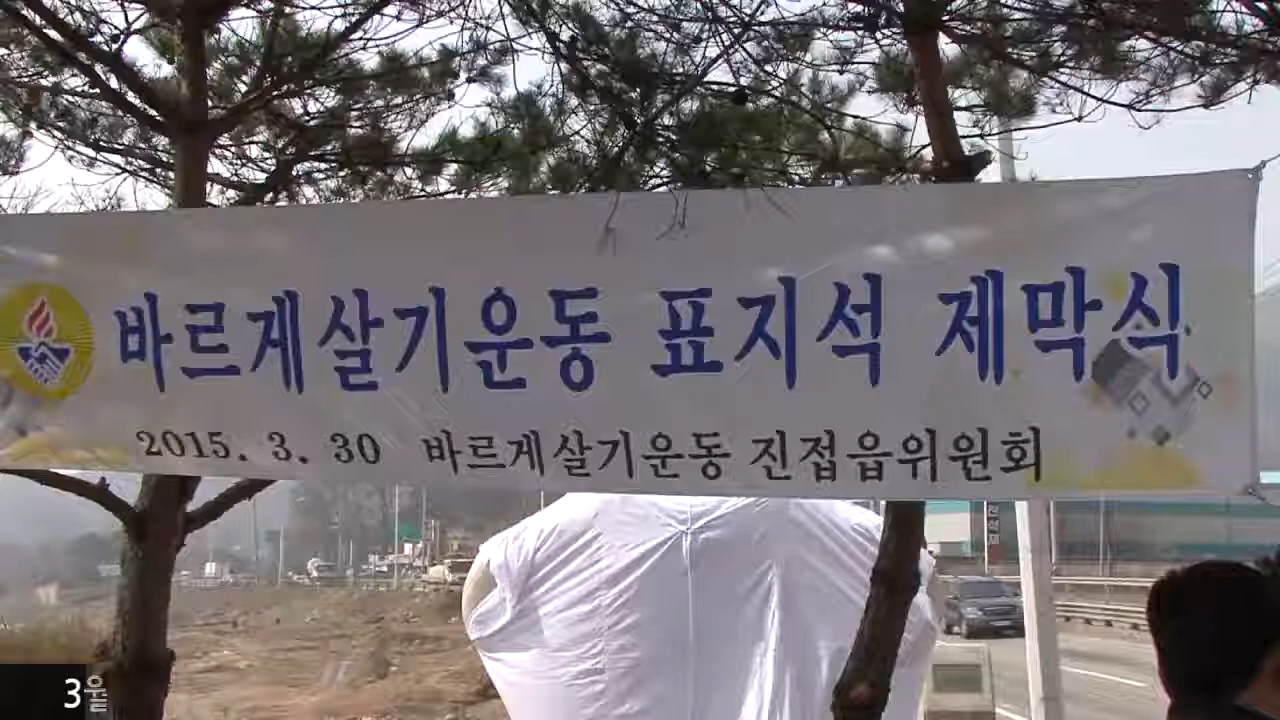 바르게살기운동 표지석 제막식
2015. 3. 30 바르게살기운동 진접읍위원회
3월